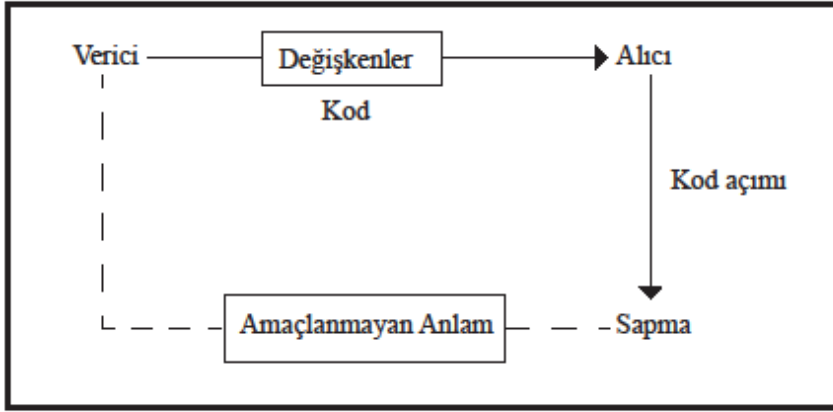 Verici
Değişkenler
Alıcı
Kod
Kod açımı
Amaçlanmayan Anlam
Sapma